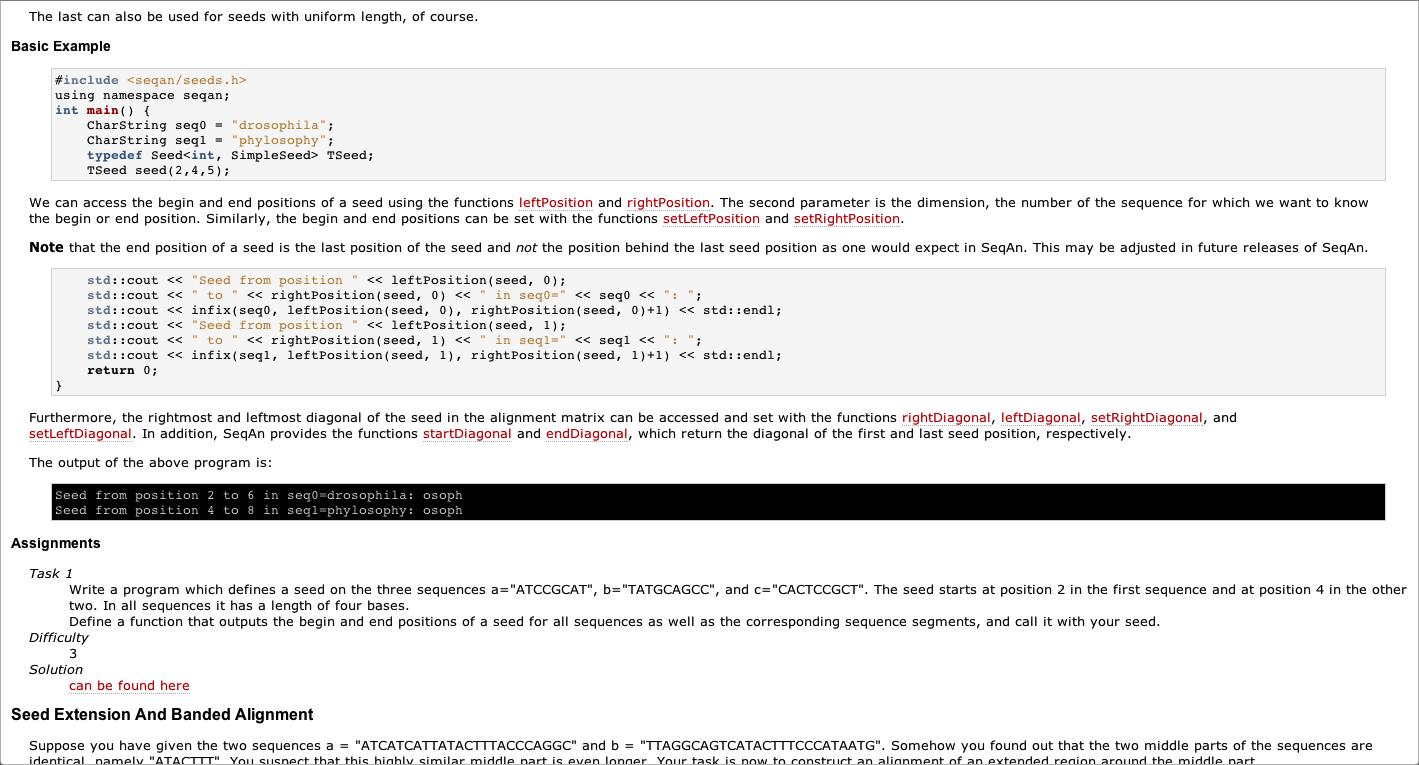 The last can also be used for seeds with uniform length, of course.
Basic Example
#include <seqan/seeds.h>
using namespace seqan;
int main() {
    CharString seq0 = "drosophila";
    CharString seq1 = "phylosophy";
    typedef Seed<int, SimpleSeed> TSeed;
    TSeed seed(2,4,5);
We can access the begin and end positions of a seed using the functions leftPosition and rightPosition. The second parameter is the dimension, the number of the sequence for which we want to know
the begin or end position. Similarly, the begin and end positions can be set with the functions setLeftPosition and setRightPosition.
Note that the end position of a seed is the last position of the seed and not the position behind the last seed position as one would expect in SeqAn. This may be adjusted in future releases of SeqAn.
    std::cout << "Seed from position " << leftPosition(seed, 0);
    std::cout << " to " << rightPosition(seed, 0) << " in seq0=" << seq0 << ": ";
    std::cout << infix(seq0, leftPosition(seed, 0), rightPosition(seed, 0)+1) << std::endl;
    std::cout << "Seed from position " << leftPosition(seed, 1);
    std::cout << " to " << rightPosition(seed, 1) << " in seq1=" << seq1 << ": ";
    std::cout << infix(seq1, leftPosition(seed, 1), rightPosition(seed, 1)+1) << std::endl;
    return 0;
}
Furthermore, the rightmost and leftmost diagonal of the seed in the alignment matrix can be accessed and set with the functions rightDiagonal, leftDiagonal, setRightDiagonal, and
setLeftDiagonal. In addition, SeqAn provides the functions startDiagonal and endDiagonal, which return the diagonal of the first and last seed position, respectively.
The output of the above program is:
Seed from position 2 to 6 in seq0=drosophila: osoph
Seed from position 4 to 8 in seq1=phylosophy: osoph
Assignments
Task 1
Write a program which defines a seed on the three sequences a="ATCCGCAT", b="TATGCAGCC", and c="CACTCCGCT". The seed starts at position 2 in the first sequence and at position 4 in the other
two. In all sequences it has a length of four bases.
Define a function that outputs the begin and end positions of a seed for all sequences as well as the corresponding sequence segments, and call it with your seed.
Difficulty
3
Solution
can be found here
Seed Extension And Banded Alignment
Suppose you have given the two sequences a = "ATCATCATTATACTTTACCCAGGC" and b = "TTAGGCAGTCATACTTTCCCATAATG". Somehow you found out that the two middle parts of the sequences are
identical, namely "ATACTTT". You suspect that this highly similar middle part is even longer. Your task is now to construct an alignment of an extended region around the middle part.